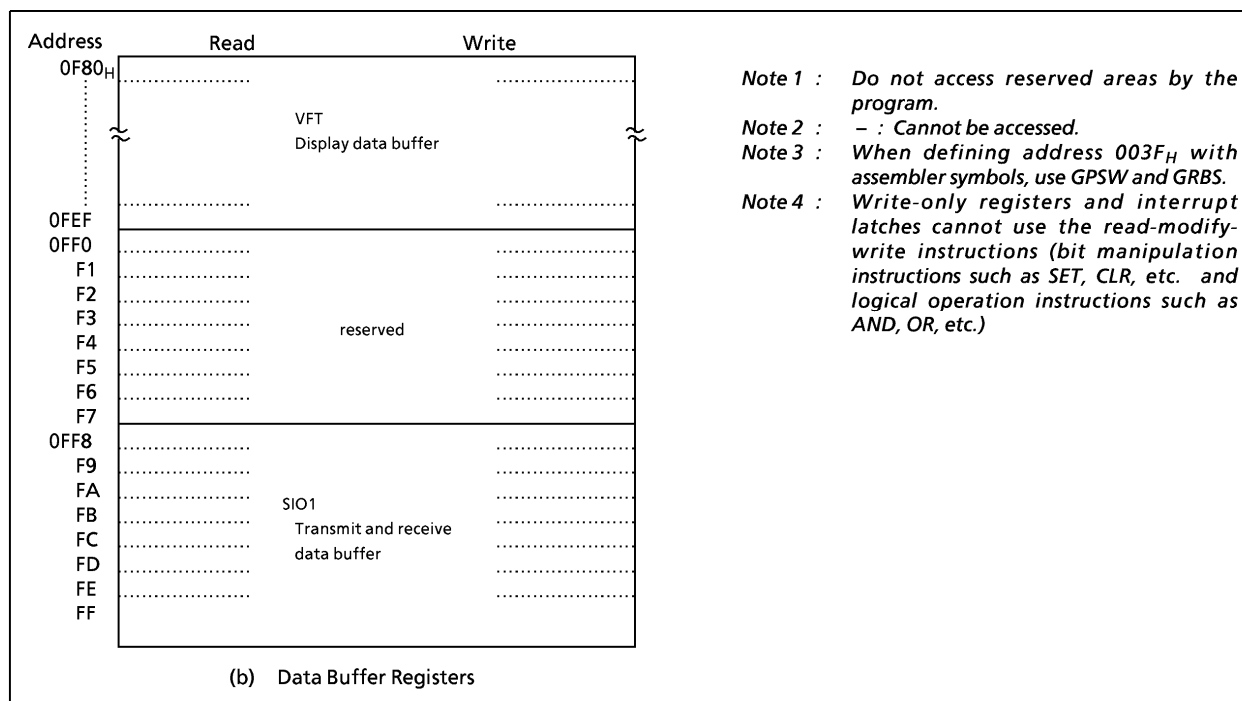 Address Read Write
0F80H
VFT
Display data buffer
0FEF
0FF0
F1
F2
F3
reserved
F4
F5
F6
F7
0FF8
F9
FA
SIO1
FB
Transmit and receive
FC
data buffer
FD
FE
FF
(b) Data Buffer Registers
Note 1 : Do not access reserved areas by the
program.
Note 2 : – : Cannot be accessed.
Note 3 : When defining address 003FH with
assembler symbols, use GPSW and GRBS.
Note 4 : Write-only registers and interrupt
latches cannot use the read-modify-
write instructions (bit manipulation
instructions such as SET, CLR, etc. and
logical operation instructions such as
AND, OR, etc.)